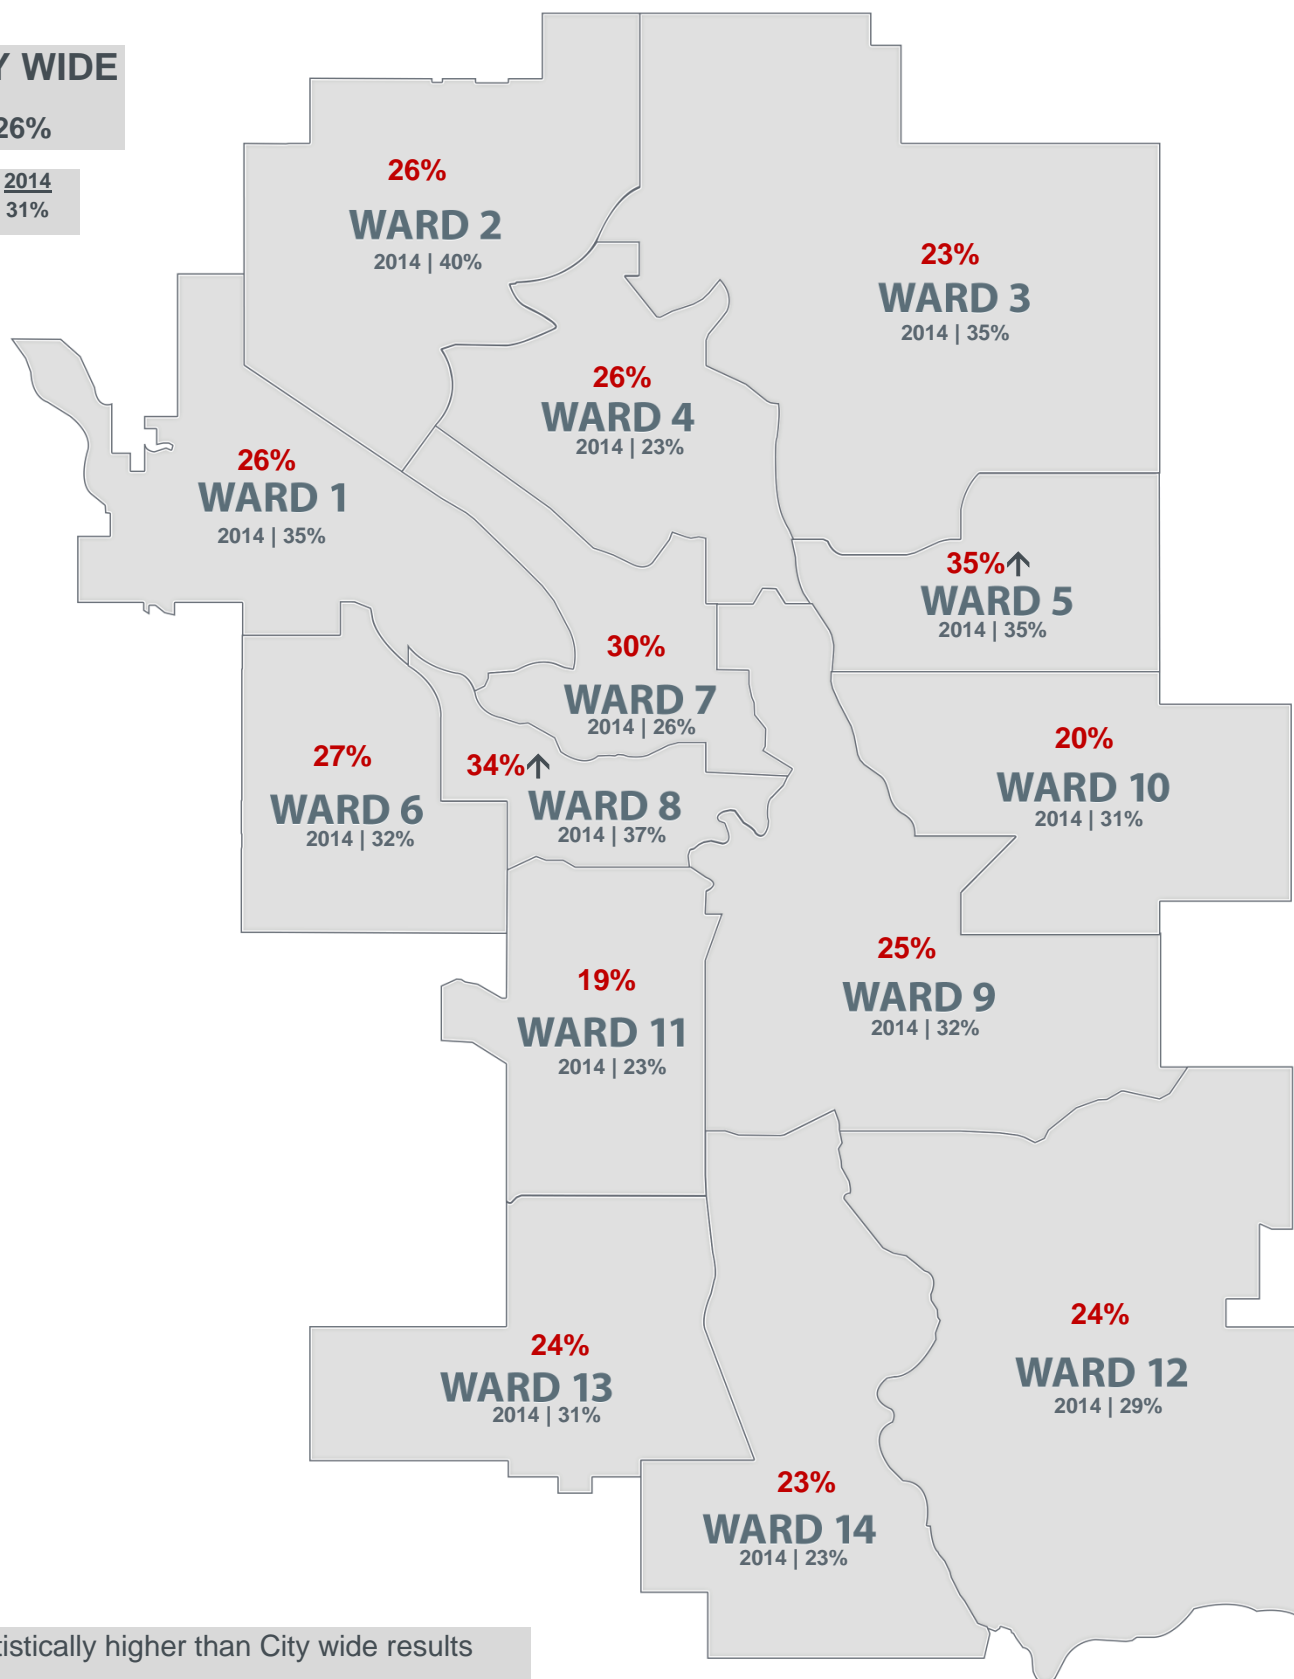 Y WIDE
26%
2014
31%
26%
WARD 2
2014 | 40%
23%
WARD 3
2014 | 35%
26%
WARD 4
2014 | 23%
26%
WARD 1
2014 | 35%
35%↑
WARD 5
2014 | 35%
30%
WARD 7
2014 | 26%
27%
WARD 6
2014 | 32%
34%↑
WARD 8
2014 | 37%
20%
WARD 10
2014 | 31%
25%
WARD 9
2014 | 32%
19%
WARD 11
2014 | 23%
24%
WARD 12
2014 | 29%
24%
WARD 13
2014 | 31%
23%
WARD 14
2014 | 23%
tistically higher than City wide results